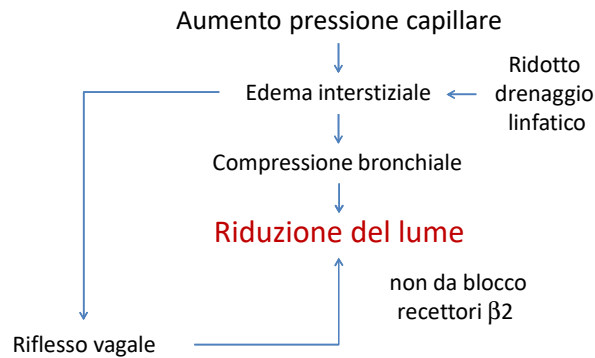 Aumento pressione capillare
Edema interstiziale
Ridotto
drenaggio
linfatico
Compressione bronchiale
Riduzione del lume
non da blocco
recettori β2
Riflesso vagale